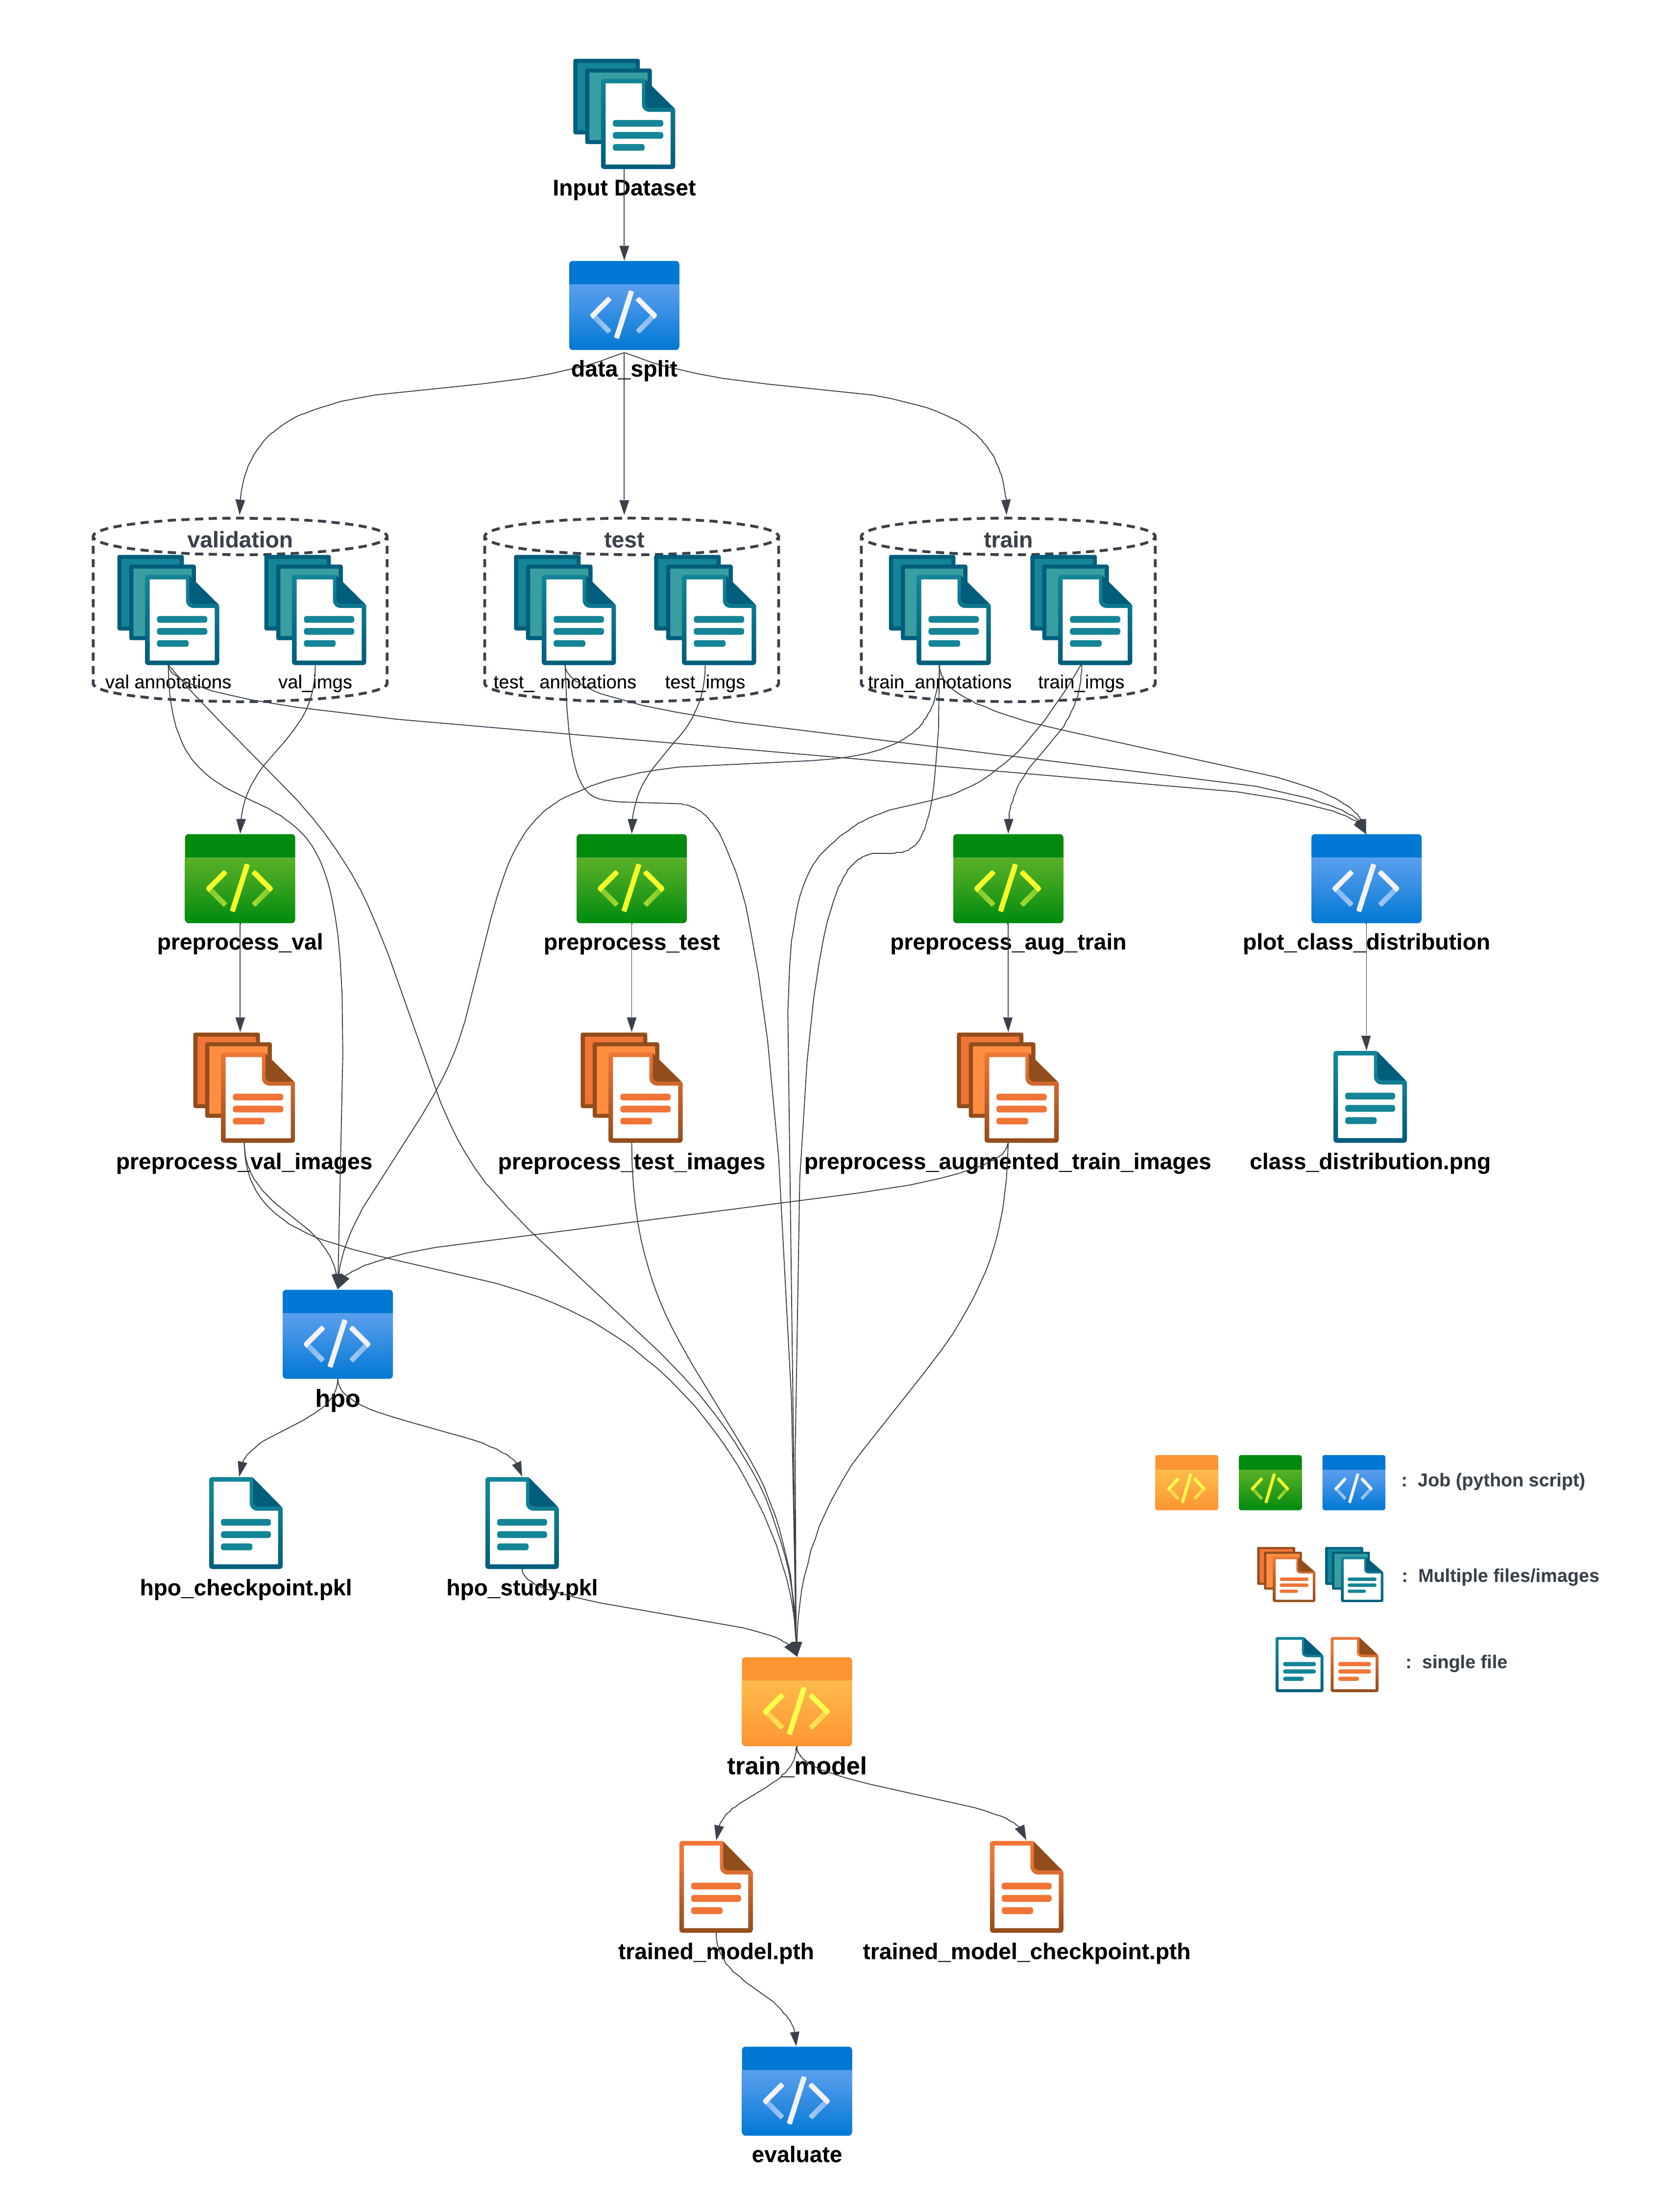 Input Dataset
data_split
validation
test
train
val annotations
val_imgs
test_ annotations
test_imgs
train_annotations
train_imgs
preprocess_val
preprocess_test
preprocess_aug_train
plot_class_distribution
preprocess_val_images
preprocess_test_images
preprocess_augmented_train_images
class_distribution.png
hpo
: Job (python script)
: Multiple files/images
hpo_checkpoint.pkl
hpo_study.pkl
: single file
train_model
trained_model.pth
trained_model_checkpoint.pth
evaluate